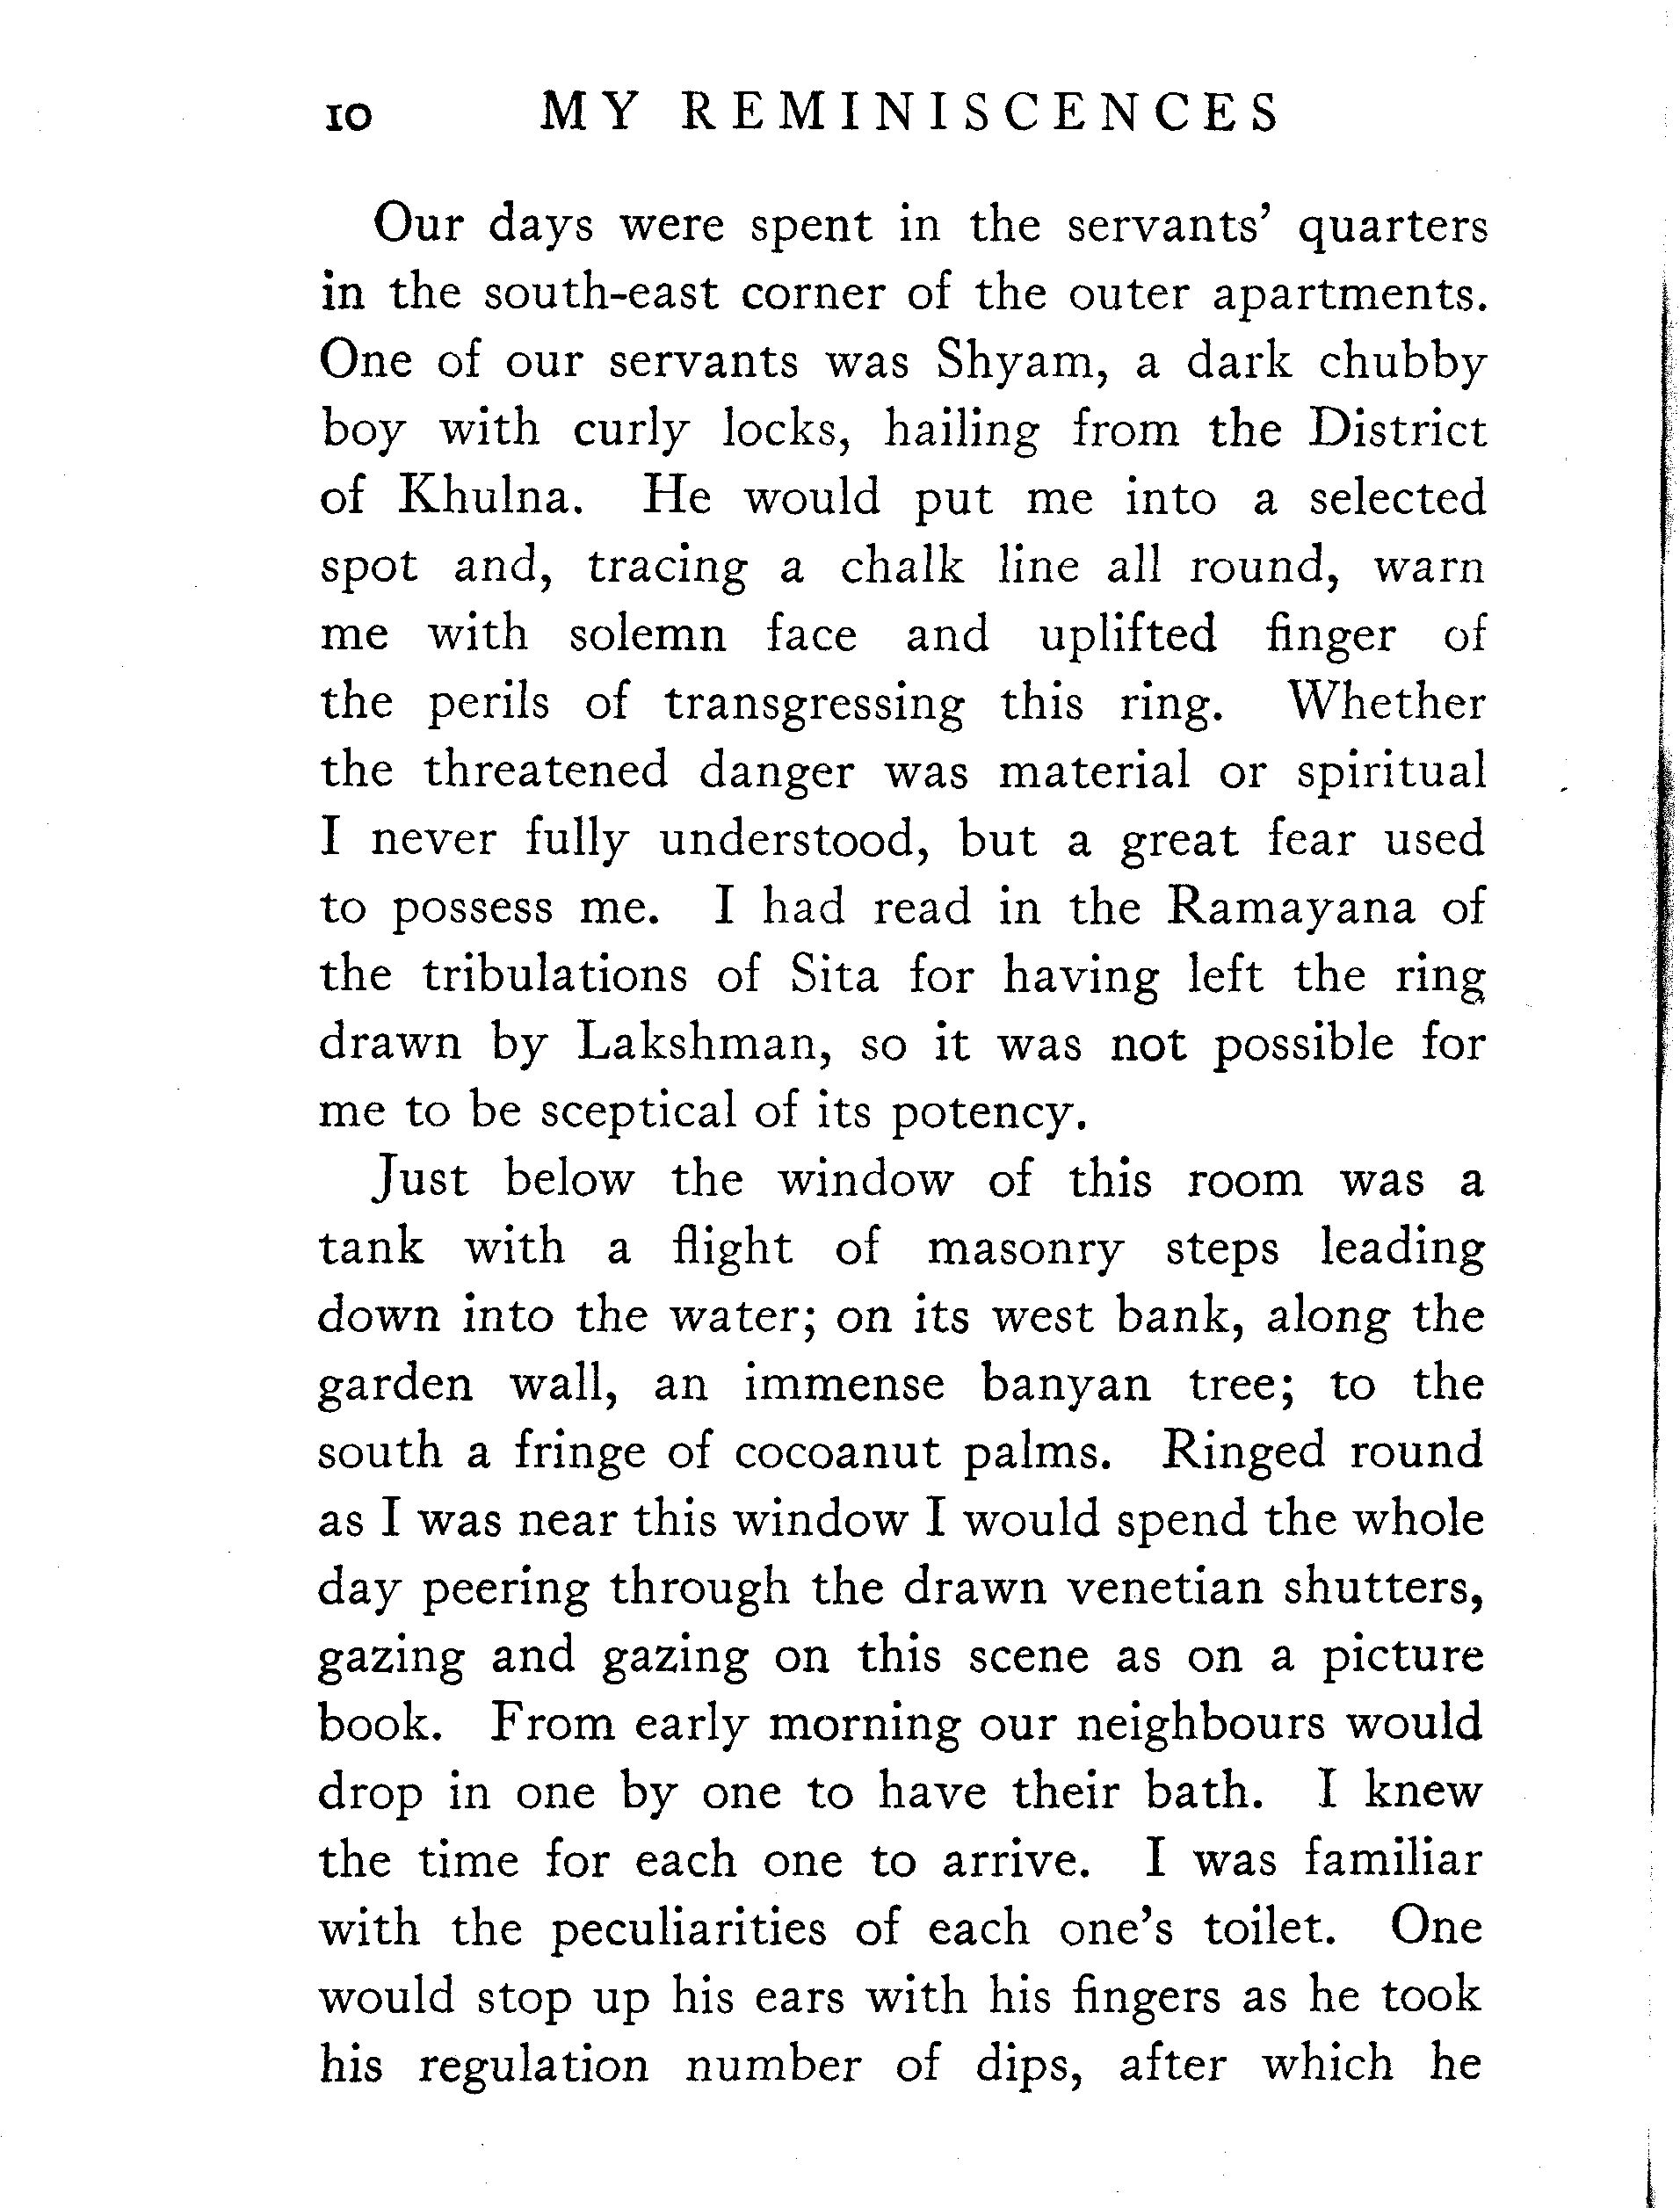 10 MY REMINISCENCES
Our days were spent in the servants' quarters
in the south-east corner of the outer apartments.
One of our servants was Shyam, a dark chubby
boy with curly locks, hailing from the District
of Khulna. He would put me into a selected
spot and, tracing a chalk line all round, warn
me with solemn face and uplifted finger of
the perils of transgressing this ring. Whether
the threatened danger was material or spiritual
I never fully understood, but a great fear used
to possess me. I had read in the Ramayana of
the tribulations of Sita for having left the ring
drawn by Lakshman, so it was not possible for
me to be sceptical of its potency.
Just below the window of this room was a
tank with a flight of masonry steps leading
down into the water; on its west bank, along the
garden wall, an immense banyan tree; to the
south a fringe of cocoanut palms. Ringed round
as I was near this window I would spend the whole
day peering through the drawn venetian shutters,
gazing and gazing on this scene as on a picture
book. From early morning our neighbours would
drop in one by one to have their bath. I knew
the time for each one to arrive. I was familiar
with the peculiarities of each one's toilet. One
would stop up his ears with his fingers as he took
his regulation number of dips, after which he